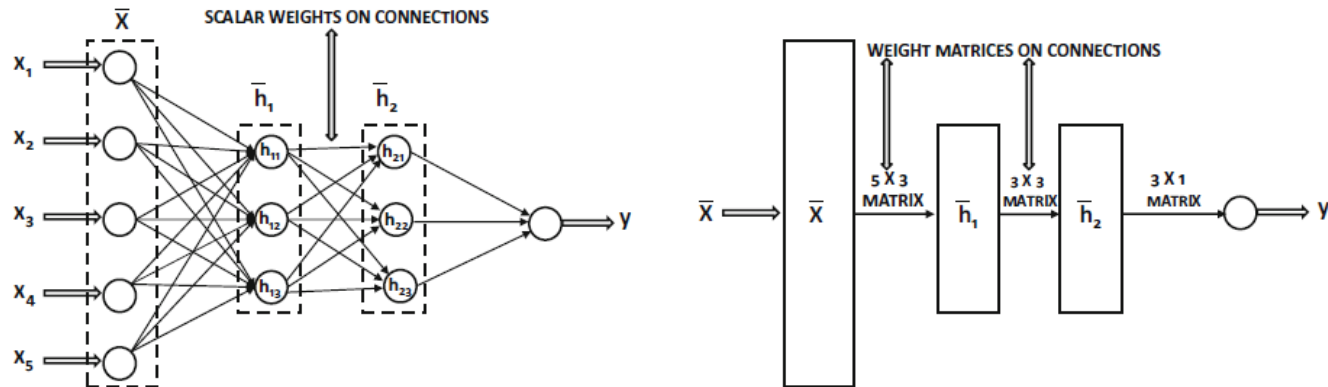 SCALAR WEIGHTS ON CONNECTIONS
X̅
x₁
x₂
x₃
x₄
x₅
h̅₁
h₁₁
h₁₂
h₁₃
h̅₂
h₂₁
h₂₂
h₂₃
y
WEIGHT MATRICES ON CONNECTIONS
X̅
X̅
5 X 3
MATRIX
h̅₁
3 X 3
MATRIX
h̅₂
3 X 1
MATRIX
y